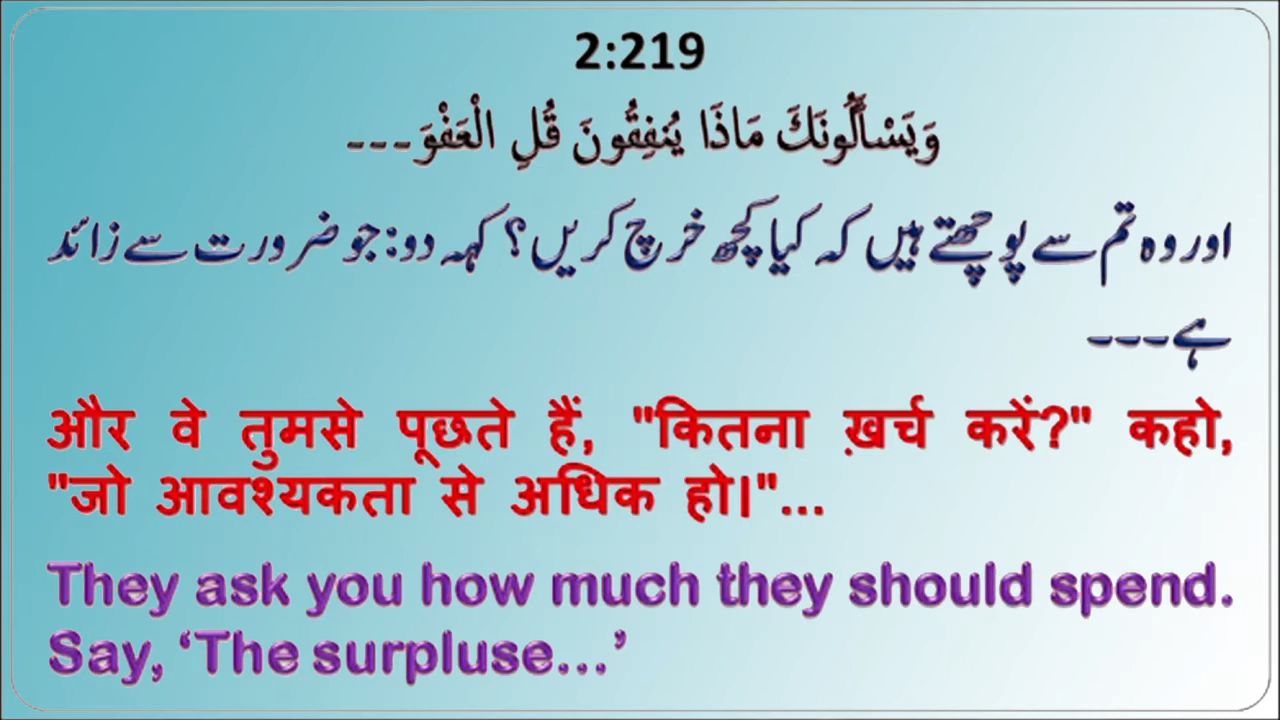 2:219
وَيَسْأَلُونَكَ مَاذَا يُنفِقُونَ قُلِ الْعَفْوَ۔۔۔
اور وہ تم سے پوچھتے ہیں کہ کیا کچھ خرچ کریں؟ کہہ دو: جو ضرورت سے زائد
ہے۔۔۔
और वे तुमसे पूछते हैं, "कितना ख़र्च करें?" कहो,
"जो आवश्यकता से अधिक हो।"...
They ask you how much they should spend.
Say, ‘The surpluse...’